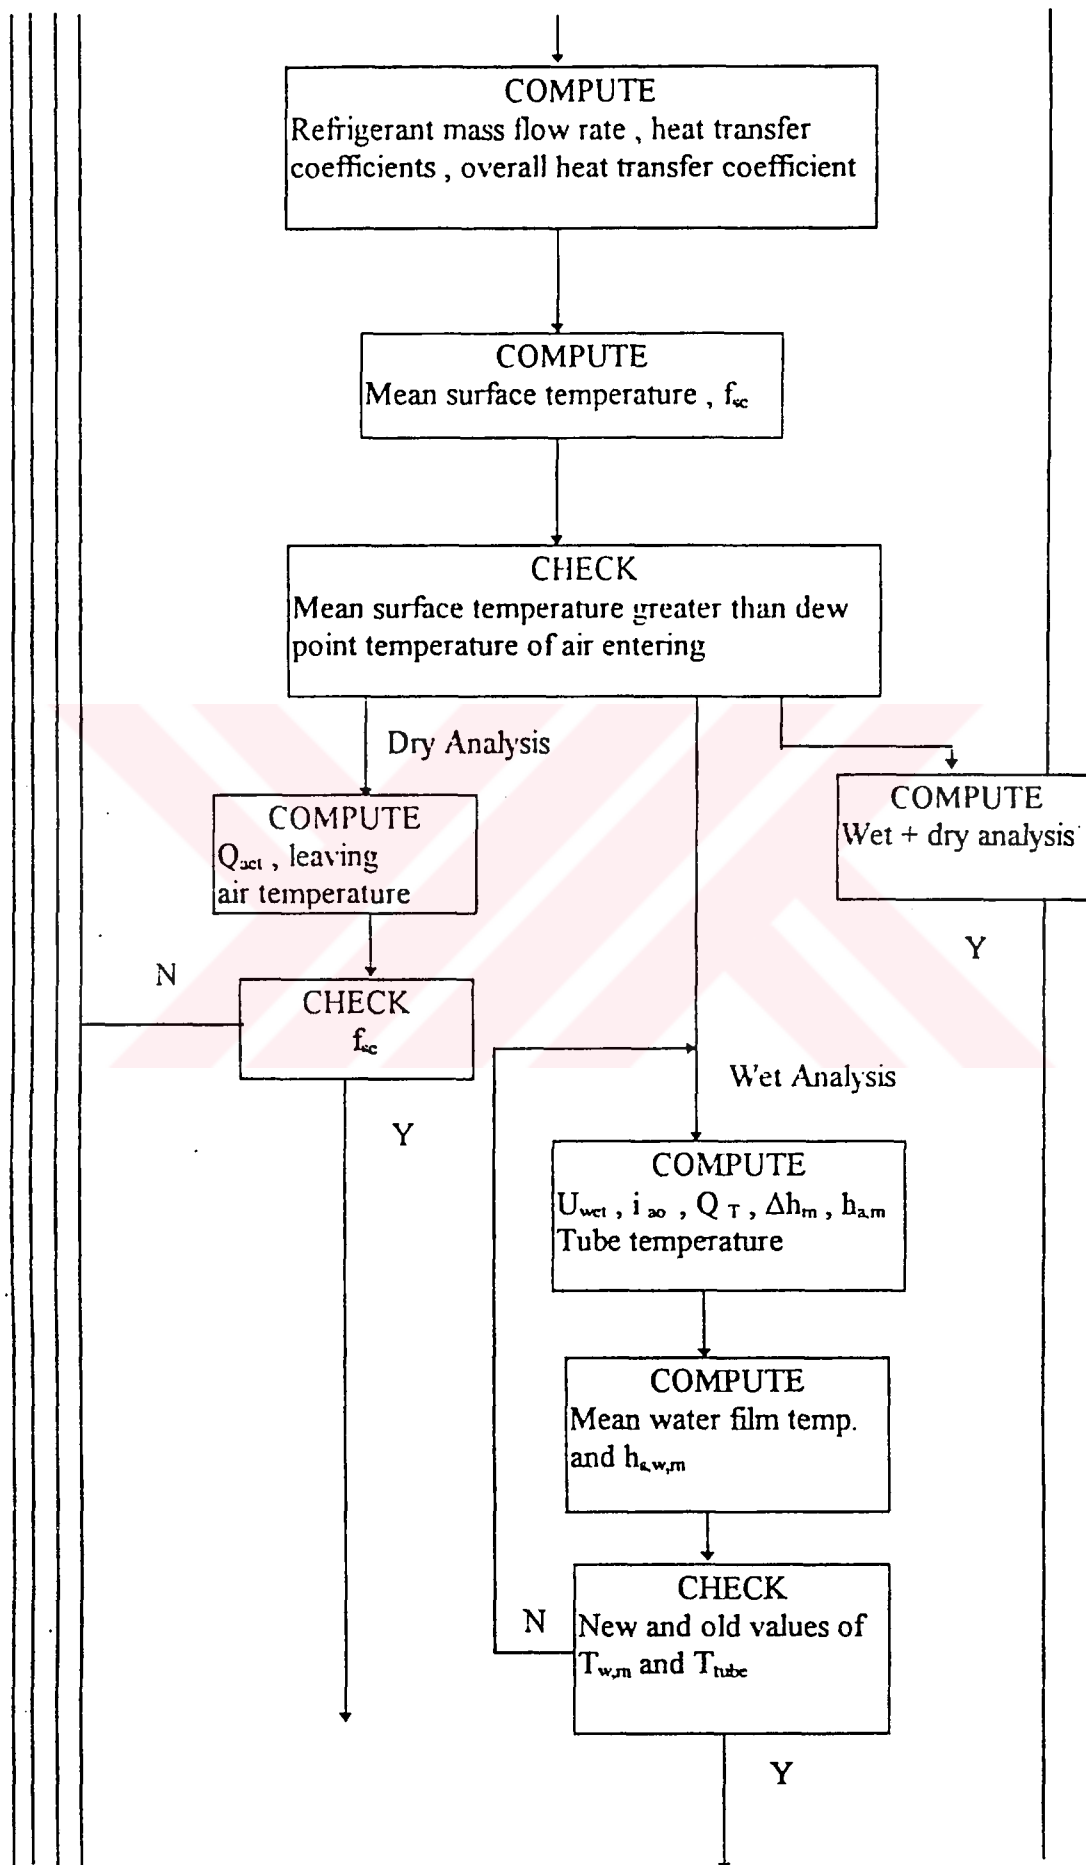 COMPUTE
Refrigerant mass flow rate , heat transfer
coefficients , overall heat transfer coefficient
COMPUTE
Mean surface temperature , fsc
CHECK
Mean surface temperature greater than dew
point temperature of air entering
Dry Analysis
COMPUTE
Qact , leaving
air temperature
COMPUTE
Wet + dry analysis
Y
N
CHECK
fsc
Y
Wet Analysis
COMPUTE
Uwet , i ao , Q T , Δhm , ha,m
Tube temperature
COMPUTE
Mean water film temp.
and hs,w,m
CHECK
New and old values of
Tw,m and Ttube
N
Y